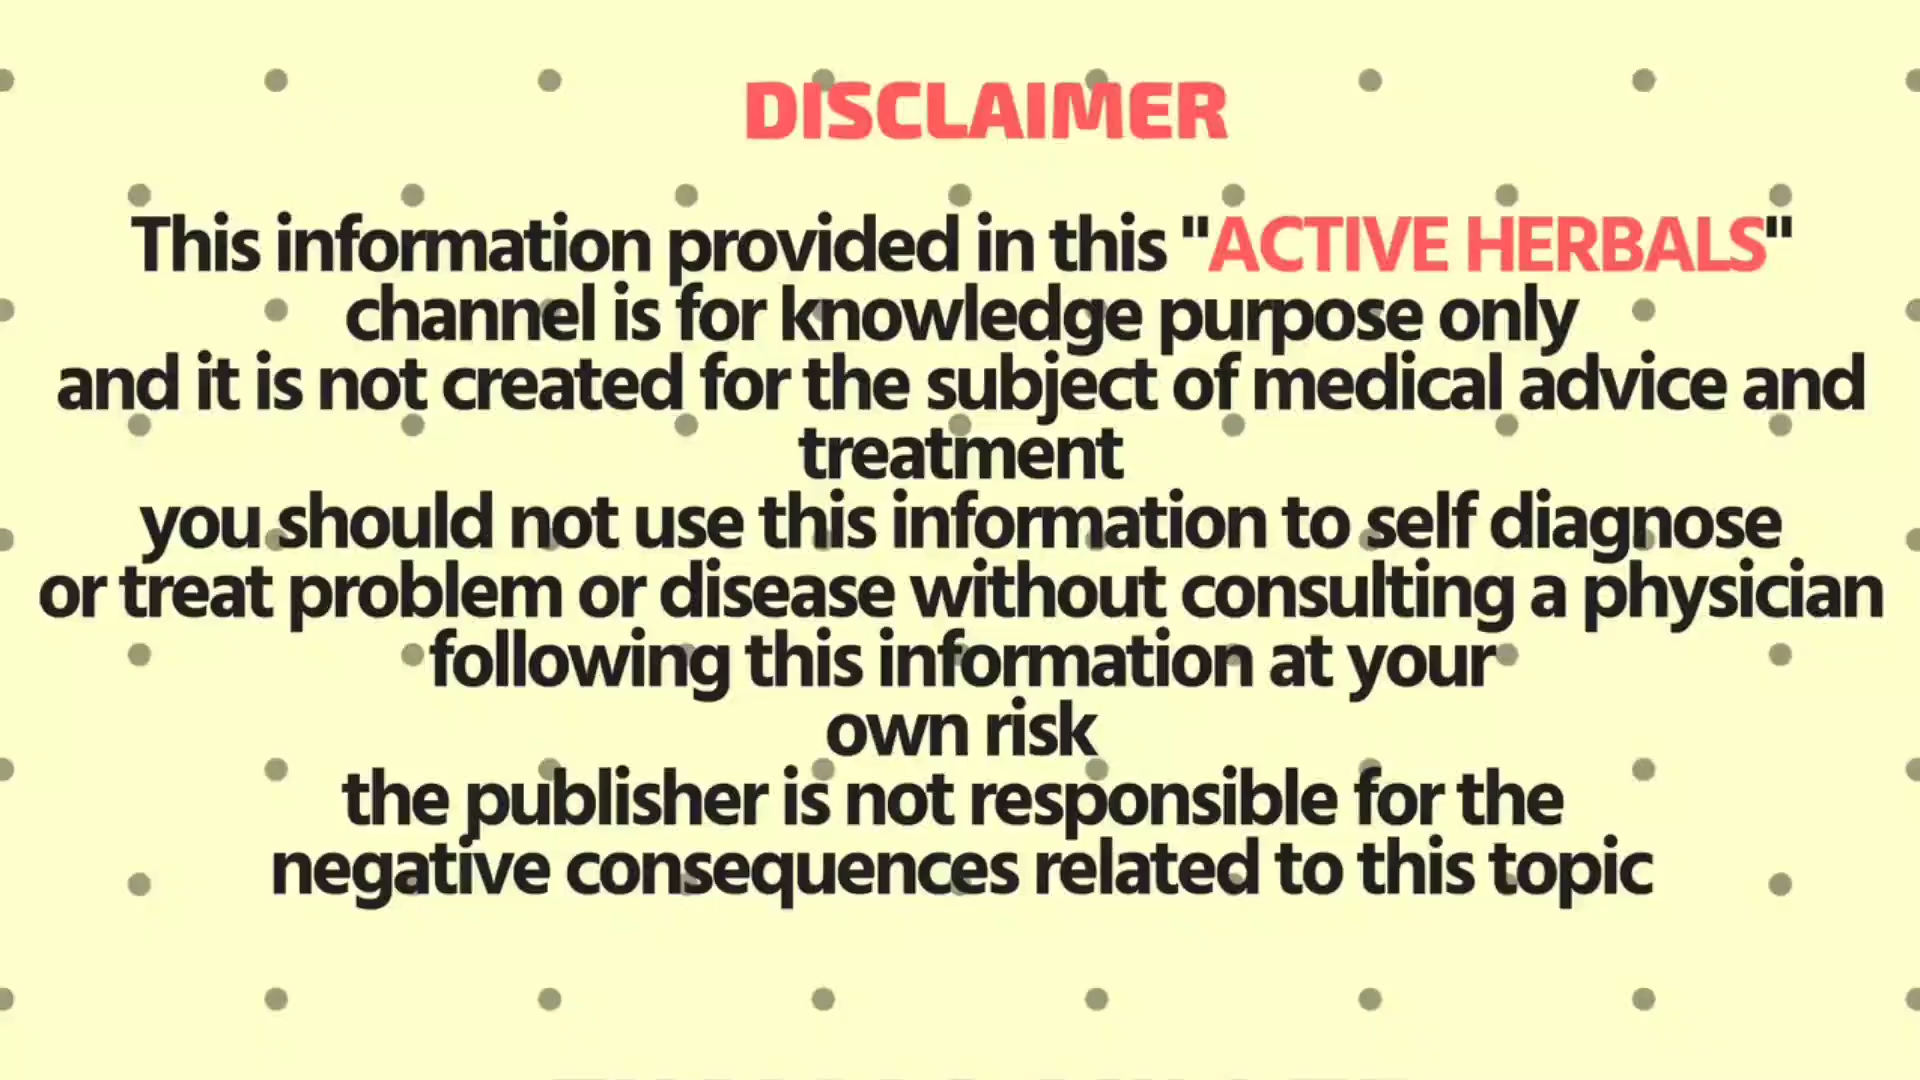 DISCLAIMER
This information provided in this "ACTIVE HERBALS"
channel is for knowledge purpose only
and it is not created for the subject of medical advice and
treatment
you should not use this information to self diagnose
or treat problem or disease without consulting a physician
following this information at your
own risk
the publisher is not responsible for the
negative consequences related to this topic